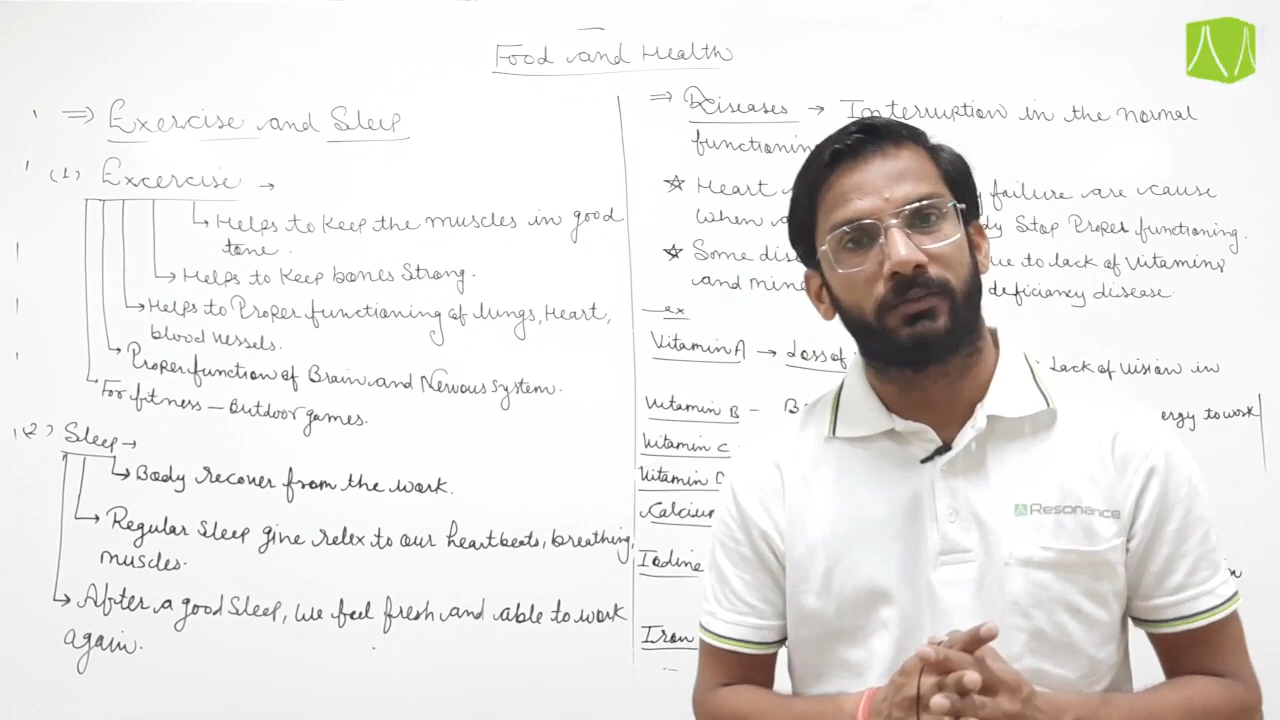 Food and Health
⇒ Exercise and Sleep
(1) Excercise →
Helps to Keep the muscles in good
tone.
Helps to Keep bones Strong.
Helps to Proper functioning of lungs, Heart,
blood vessels.
Proper function of Brain and Nervous System.
For fitness – Outdoor games.
(2) Sleep →
Body recover from the work.
Regular Sleep give relex to our heartbeats, breathing,
muscles.
After a good Sleep, we feel fresh and able to work
again.
⇒ Diseases → Interruption in the normal
functionin
☆ Heart failure are cause
when Stop Proper functioning.
☆ Some dis ue to lack of Vitamins
and mine deficiancy disease.
ex
Vitamin A → Loss of Lack of vision in
Vitamin B – B ergy to work
Vitamin C
Vitamin D
Calcium
Iodine in
Iron
Resonance